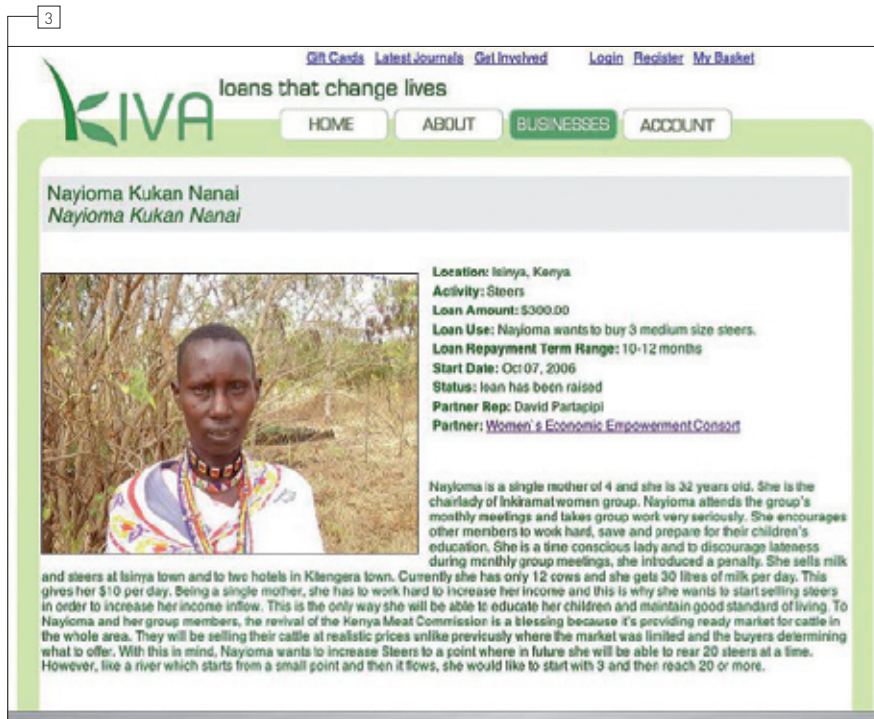 3
Gift Cards Latest Journals Get Involved Login Register My Basket
KIVA loans that change lives
HOME ABOUT BUSINESSES ACCOUNT
Nayioma Kukan Nanai
Nayioma Kukan Nanai
Location: Isinya, Kenya
Activity: Steers
Loan Amount: $300.00
Loan Use: Nayioma wants to buy 3 medium size steers.
Loan Repayment Term Range: 10-12 months
Start Date: Oct 07, 2006
Status: loan has been raised
Partner Rep: David Partapipi
Partner: Women`s Economic Empowerment Consort
Nayioma is a single mother of 4 and she is 32 years old. She is the
chairlady of Inkiramat women group. Nayioma attends the group's
monthly meetings and takes group work very seriously. She encourages
other members to work hard, save and prepare for their children's
education. She is a time conscious lady and to discourage lateness
during monthly group meetings, she introduced a penalty. She sells milk
and steers at Isinya town and to two hotels in Kitengera town. Currently she has only 12 cows and she gets 30 litres of milk per day. This
gives her $10 per day. Being a single mother, she has to work hard to increase her income and this is why she wants to start selling steers
in order to increase her income inflow. This is the only way she will be able to educate her children and maintain good standard of living. To
Nayioma and her group members, the revival of the Kenya Meat Commission is a blessing because it's providing ready market for cattle in
the whole area. They will be selling their cattle at realistic prices unlike previously where the market was limited and the buyers determining
what to offer. With this in mind, Nayioma wants to increase Steers to a point where in future she will be able to rear 20 steers at a time.
However, like a river which starts from a small point and then it flows, she would like to start with 3 and then reach 20 or more.